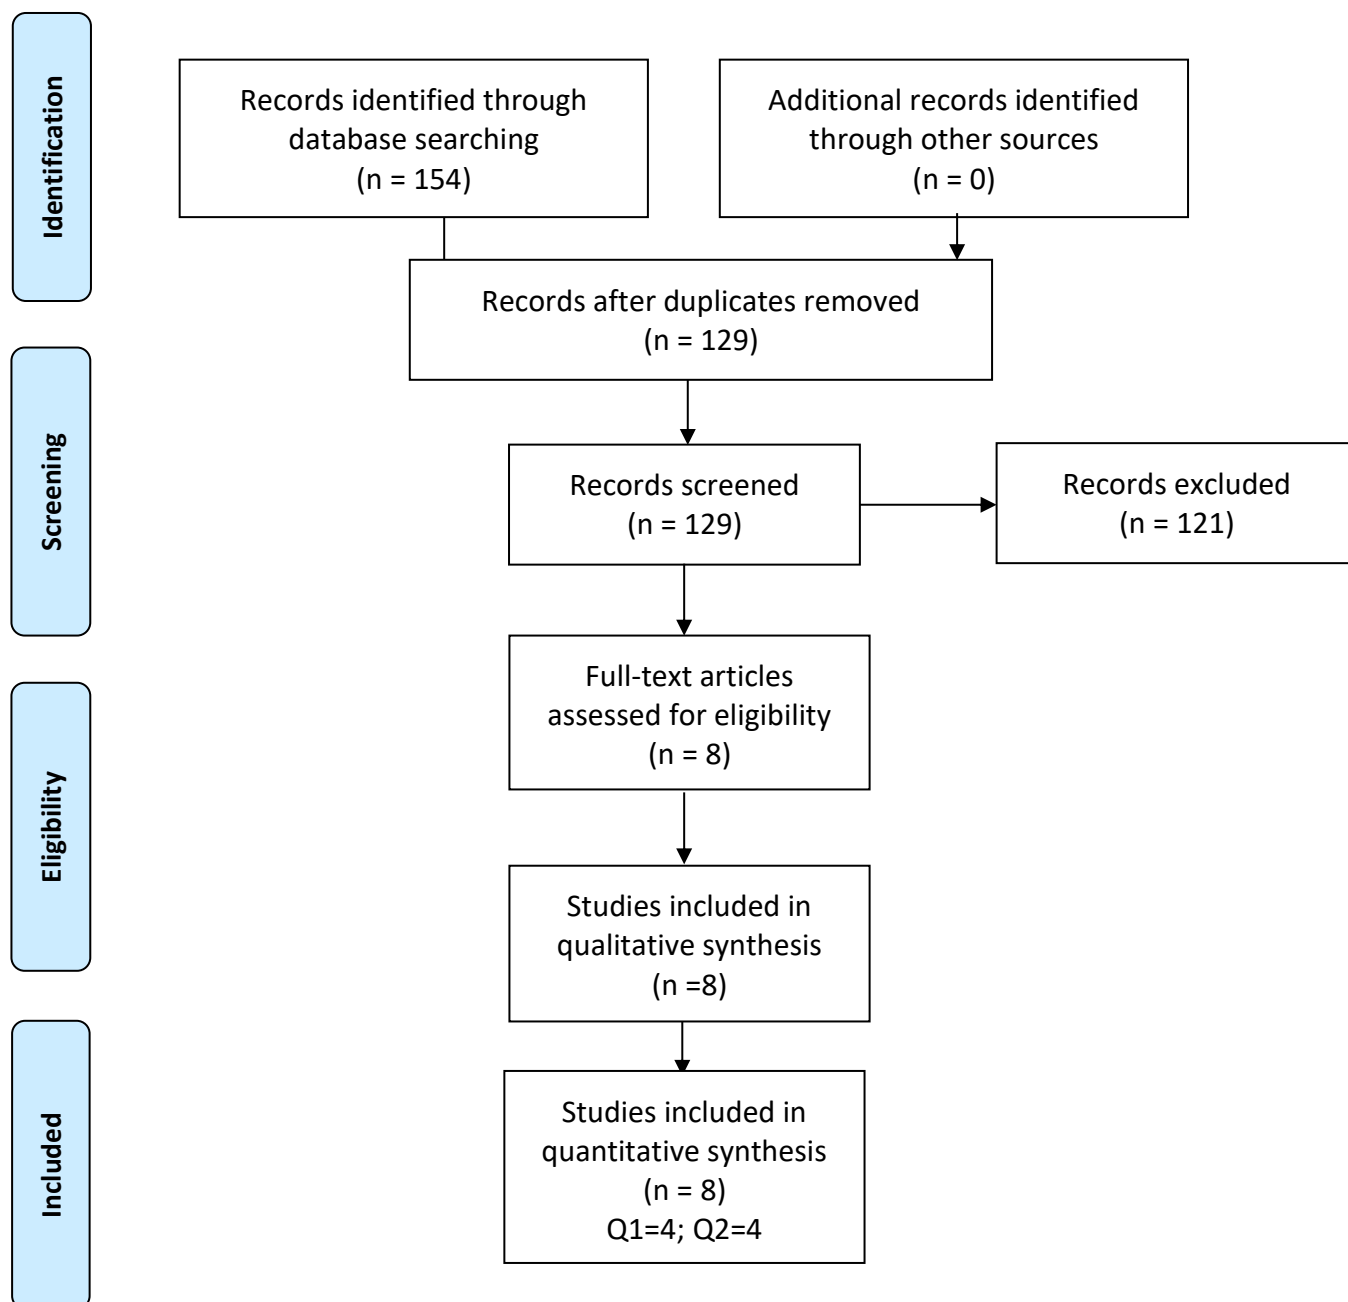 Identification
Records identified through
database searching
(n = 154)
Additional records identified
through other sources
(n = 0)
Records after duplicates removed
(n = 129)
Screening
Records screened
(n = 129)
Records excluded
(n = 121)
Full-text articles
assessed for eligibility
(n = 8)
Eligibility
Studies included in
qualitative synthesis
(n =8)
Included
Studies included in
quantitative synthesis
(n = 8)
Q1=4; Q2=4